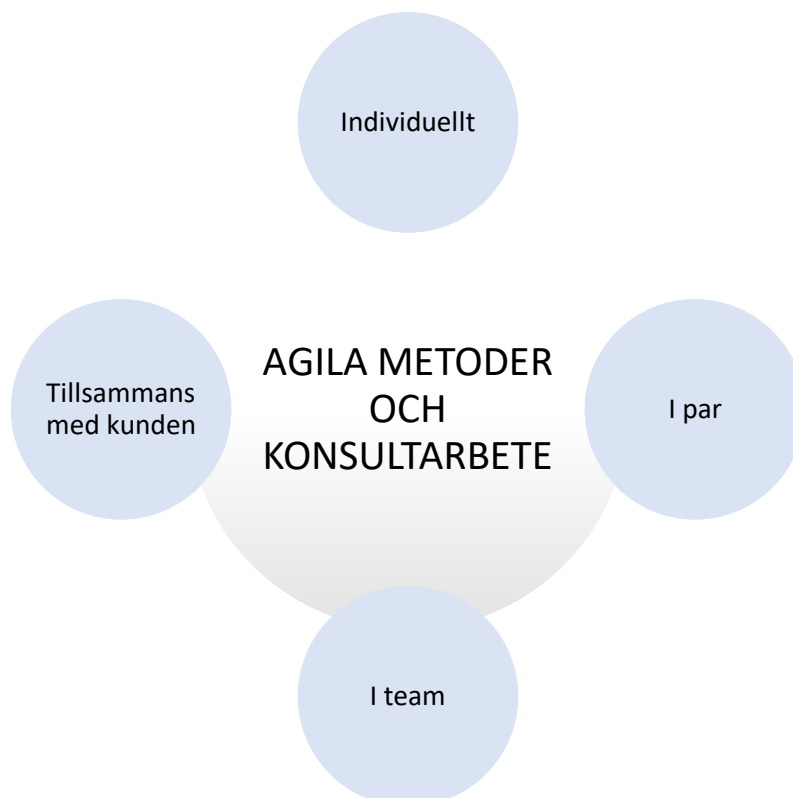 Individuellt
AGILA METODER
OCH
KONSULTARBETE
Tillsammans
med kunden
I par
I team